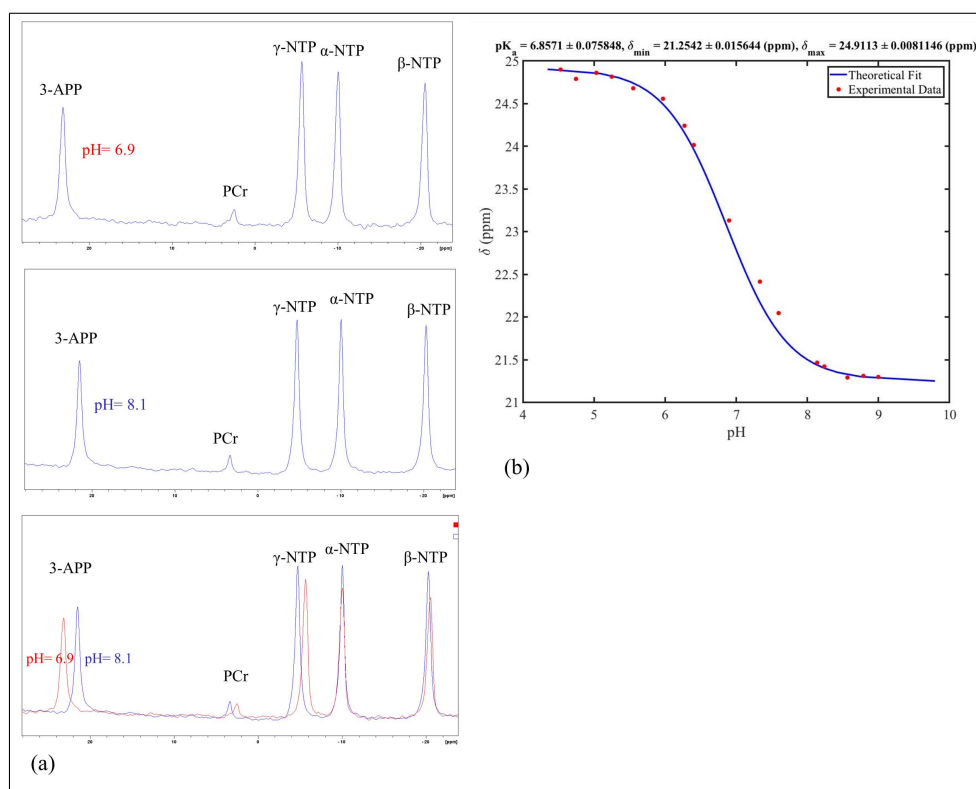 γ-NTP α-NTP
β-NTP
3-APP
pH= 6.9
PCr
20 10 0 -10 -20 [ppm]
γ-NTP α-NTP β-NTP
3-APP
pH= 8.1
PCr
20 10 0 -10 -20 [ppm]
γ-NTP α-NTP β-NTP
3-APP
pH= 6.9 pH= 8.1
PCr
20 10 0 -10 -20 [ppm]
(a)
pKa = 6.8571 ± 0.075848, δmin = 21.2542 ± 0.015644 (ppm), δmax = 24.9113 ± 0.0081146 (ppm)
Theoretical Fit
Experimental Data
25
24.5
24
23.5
23
22.5
22
21.5
21
δ (ppm)
4 5 6 7 8 9 10
pH
(b)